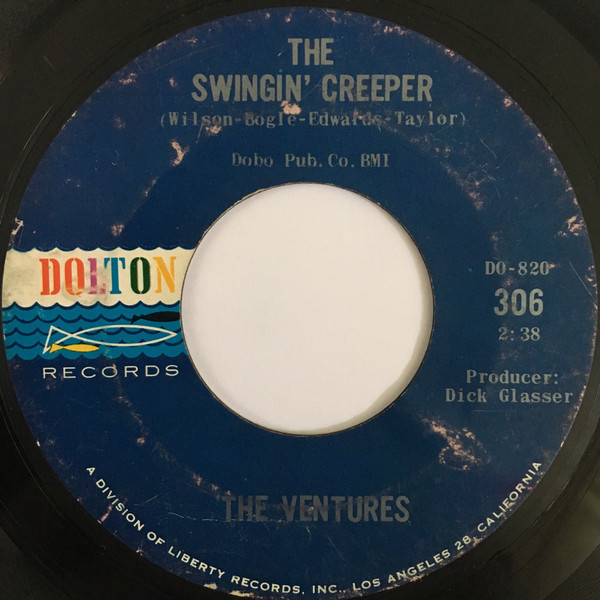 THE
SWINGIN' CREEPER
(Wilson-Bogle-Edwards-Taylor)
Dobo Pub. Co. BMI
DOLTON
RECORDS
DO-820
306
2:38
Producer:
Dick Glasser
THE VENTURES
A DIVISION OF LIBERTY RECORDS, INC., LOS ANGELES 28, CALIFORNIA